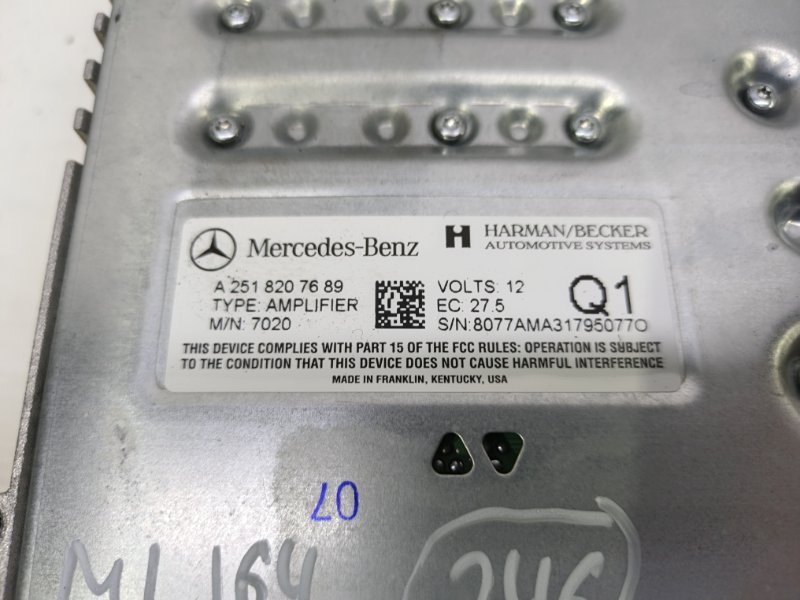 Mercedes-Benz
HARMAN/BECKER
AUTOMOTIVE SYSTEMS
A 251 820 76 89
TYPE: AMPLIFIER
M/N: 7020
VOLTS: 12
EC: 27.5
S/N:8077AMA317950770
Q1
THIS DEVICE COMPLIES WITH PART 15 OF THE FCC RULES: OPERATION IS SUBJECT
TO THE CONDITION THAT THIS DEVICE DOES NOT CAUSE HARMFUL INTERFERENCE
MADE IN FRANKLIN, KENTUCKY, USA
07
ML 164
246